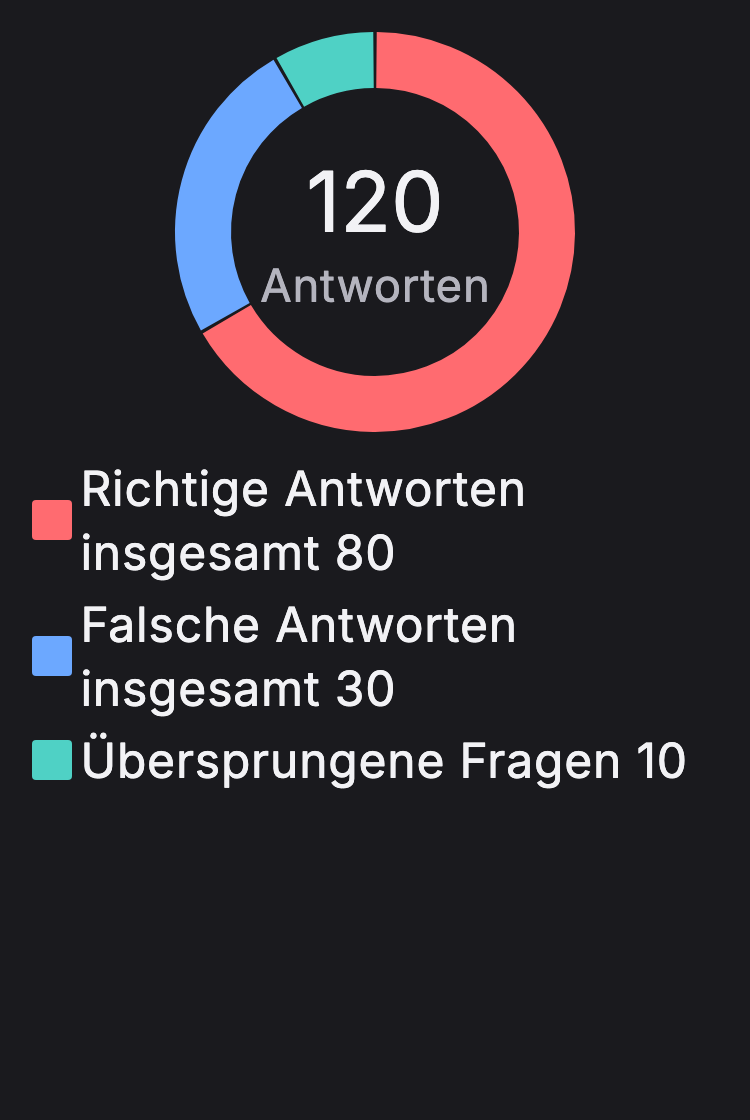 120
Antworten
Richtige Antworten
insgesamt 80
Falsche Antworten
insgesamt 30
Übersprungene Fragen 10